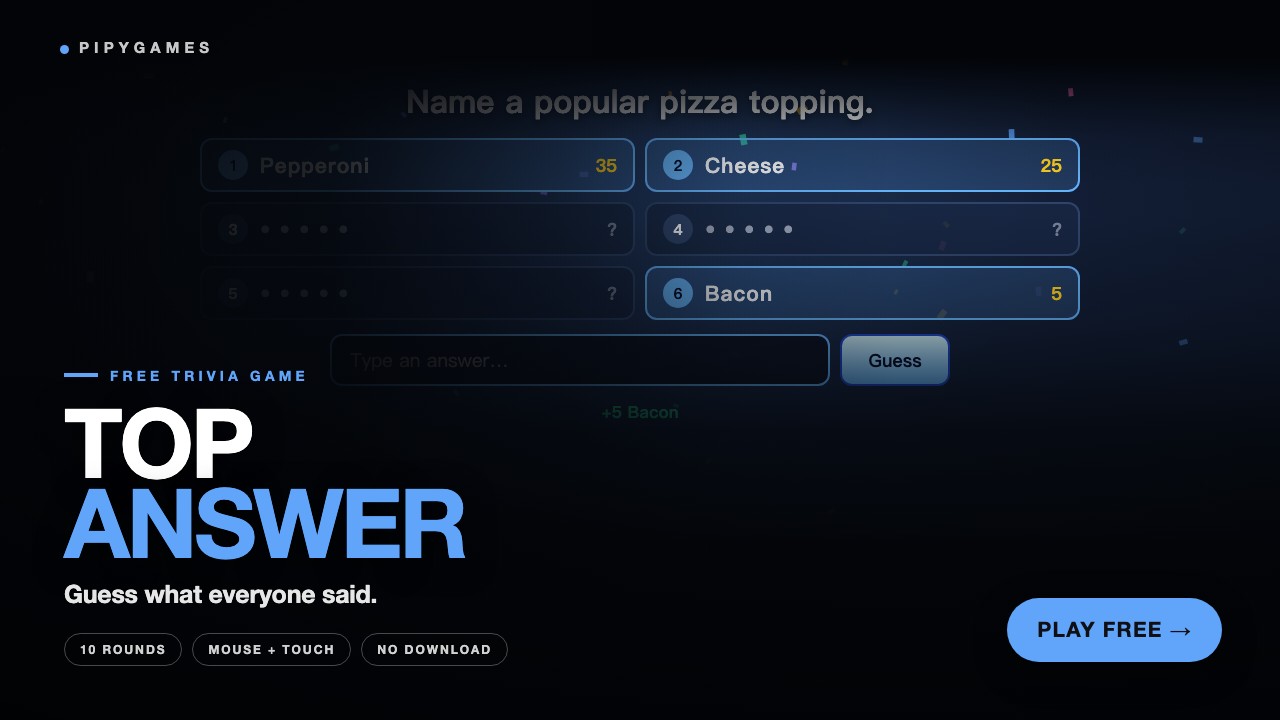 PIPYGAMES
Name a popular pizza topping.
1 Pepperoni 35
2 Cheese 25
3 • • • • • ?
4 • • • • • ?
5 • • • • • ?
6 Bacon 5
Type an answer...
Guess
+5 Bacon
FREE TRIVIA GAME
TOP
ANSWER
Guess what everyone said.
10 ROUNDS
MOUSE + TOUCH
NO DOWNLOAD
PLAY FREE →